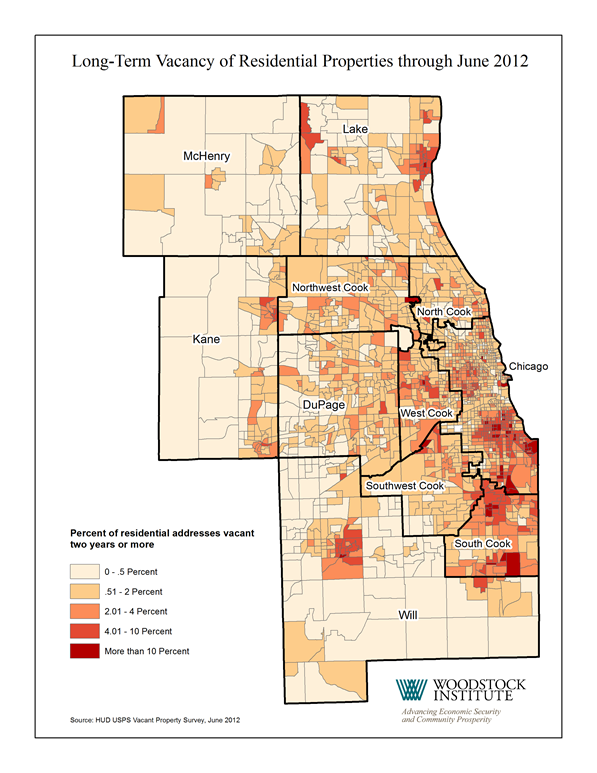 Long-Term Vacancy of Residential Properties through June 2012
Lake
McHenry
Northwest Cook
North Cook
Kane
Chicago
DuPage
West Cook
Southwest Cook
South Cook
Will
Percent of residential addresses vacant
two years or more
0 - .5 Percent
.51 - 2 Percent
2.01 - 4 Percent
4.01 - 10 Percent
More than 10 Percent
WOODSTOCK
INSTITUTE
Advancing Economic Security
and Community Prosperity
Source: HUD USPS Vacant Property Survey, June 2012